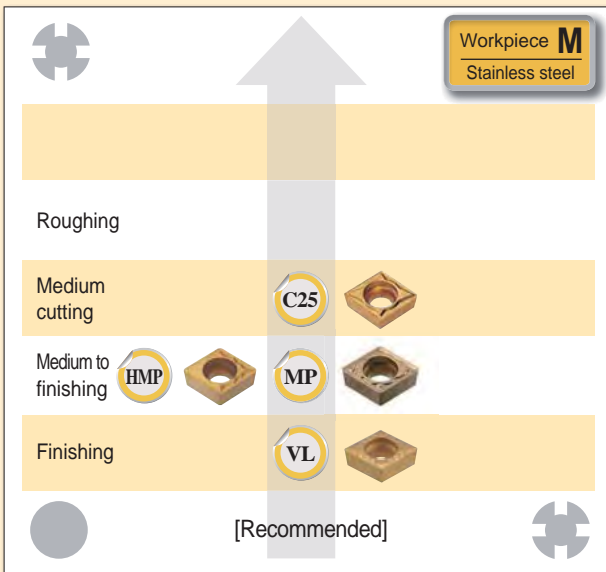 Workpiece M
Stainless steel
Roughing
Medium
cutting
C25
Medium to
finishing
HMP
MP
Finishing
VL
[Recommended]